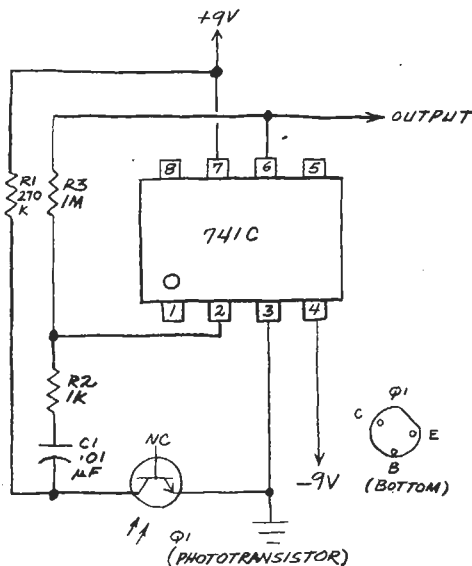 +9V
OUTPUT
R1
270
K
R3
1M
8 7 6 5
741C
1 2 3 4
R2
1K
C1
.01
μF
NC
Q1
(PHOTOTRANSISTOR)
-9V
Q1
C
E
B
(BOTTOM)